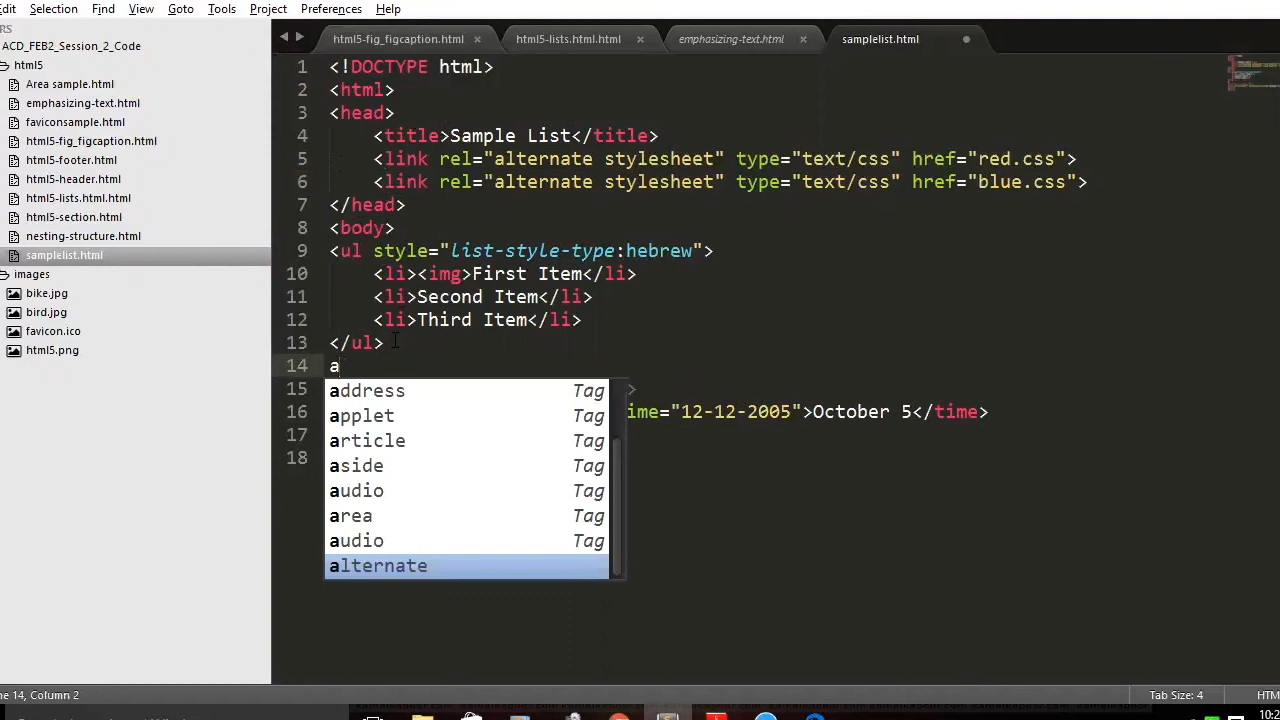 Edit Selection Find View Goto Tools Project Preferences Help
RS
ACD_FEB2_Session_2_Code
html5
Area sample.html
emphasizing-text.html
faviconsample.html
html5-fig_figcaption.html
html5-footer.html
html5-header.html
html5-lists.html.html
html5-section.html
nesting-structure.html
samplelist.html
images
bike.jpg
bird.jpg
favicon.ico
html5.png
html5-fig_figcaption.html html5-lists.html.html emphasizing-text.html samplelist.html
1 <!DOCTYPE html>
2 <html>
3 <head>
4 <title>Sample List</title>
5 <link rel="alternate stylesheet" type="text/css" href="red.css">
6 <link rel="alternate stylesheet" type="text/css" href="blue.css">
7 </head>
8 <body>
9 <ul style="list-style-type:hebrew">
10 <li><img>First Item</li>
11 <li>Second Item</li>
12 <li>Third Item</li>
13 </ul>
14 a
15 >
16 ime="12-12-2005">October 5</time>
17
18
address Tag
applet Tag
article Tag
aside Tag
audio Tag
area Tag
audio Tag
alternate
ne 14, Column 2 Tab Size: 4 HTM
10:2